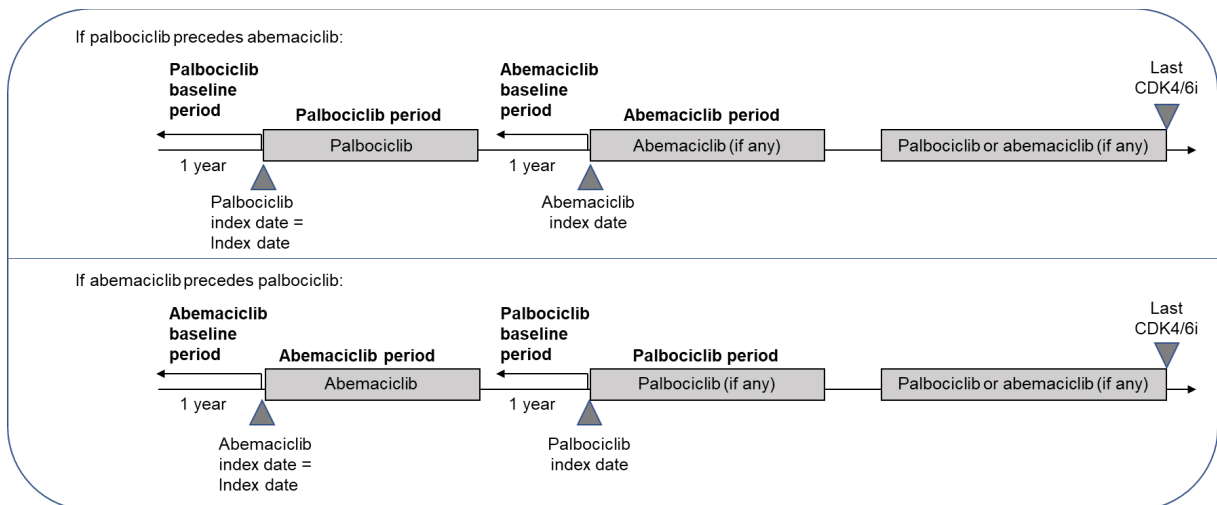 If palbociclib precedes abemaciclib:
Palbociclib
baseline
period
Abemaciclib
baseline
period
Last
CDK4/6i
Palbociclib period
Abemaciclib period
Palbociclib
Abemaciclib (if any)
Palbociclib or abemaciclib (if any)
1 year
1 year
Palbociclib
index date =
Index date
Abemaciclib
index date
If abemaciclib precedes palbociclib:
Abemaciclib
baseline
period
Palbociclib
baseline
period
Last
CDK4/6i
Abemaciclib period
Palbociclib period
Abemaciclib
Palbociclib (if any)
Palbociclib or abemaciclib (if any)
1 year
1 year
Abemaciclib
index date =
Index date
Palbociclib
index date